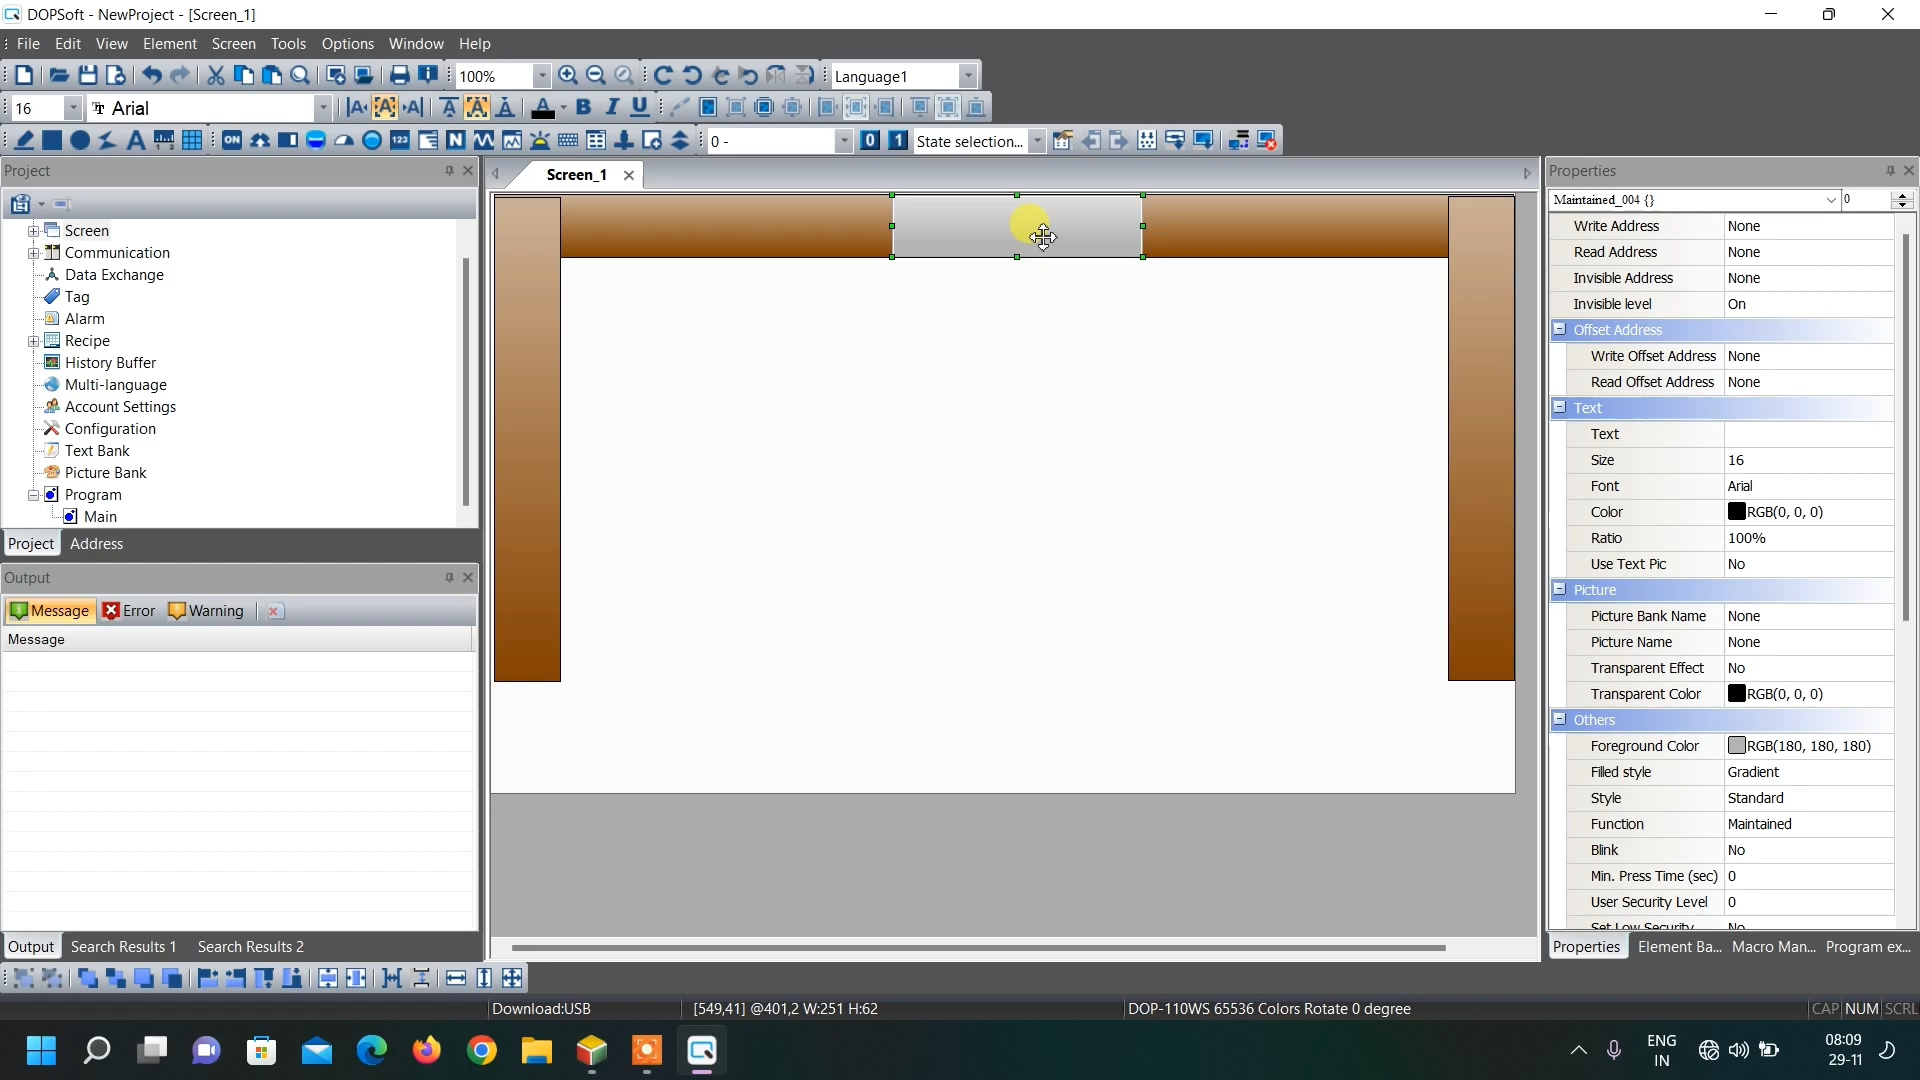 DOPSoft - NewProject - [Screen_1]
File Edit View Element Screen Tools Options Window Help
100% Language1
16 Arial
0 - 0 1 State selection...
Project
Screen
Communication
Data Exchange
Tag
Alarm
Recipe
History Buffer
Multi-language
Account Settings
Configuration
Text Bank
Picture Bank
Program
Main
Project Address
Output
Message Error Warning
Message
Output Search Results 1 Search Results 2
Screen_1
Properties
Maintained_004 {} 0
Write Address None
Read Address None
Invisible Address None
Invisible level On
Offset Address
Write Offset Address None
Read Offset Address None
Text
Text
Size 16
Font Arial
Color RGB(0, 0, 0)
Ratio 100%
Use Text Pic No
Picture
Picture Bank Name None
Picture Name None
Transparent Effect No
Transparent Color RGB(0, 0, 0)
Others
Foreground Color RGB(180, 180, 180)
Filled style Gradient
Style Standard
Function Maintained
Blink No
Min. Press Time (sec) 0
User Security Level 0
Set Low Security No
Properties Element Ba... Macro Man... Program ex...
Download:USB [549,41] @401,2 W:251 H:62 DOP-110WS 65536 Colors Rotate 0 degree CAP NUM SCRL
ENG
IN
08:09
29-11